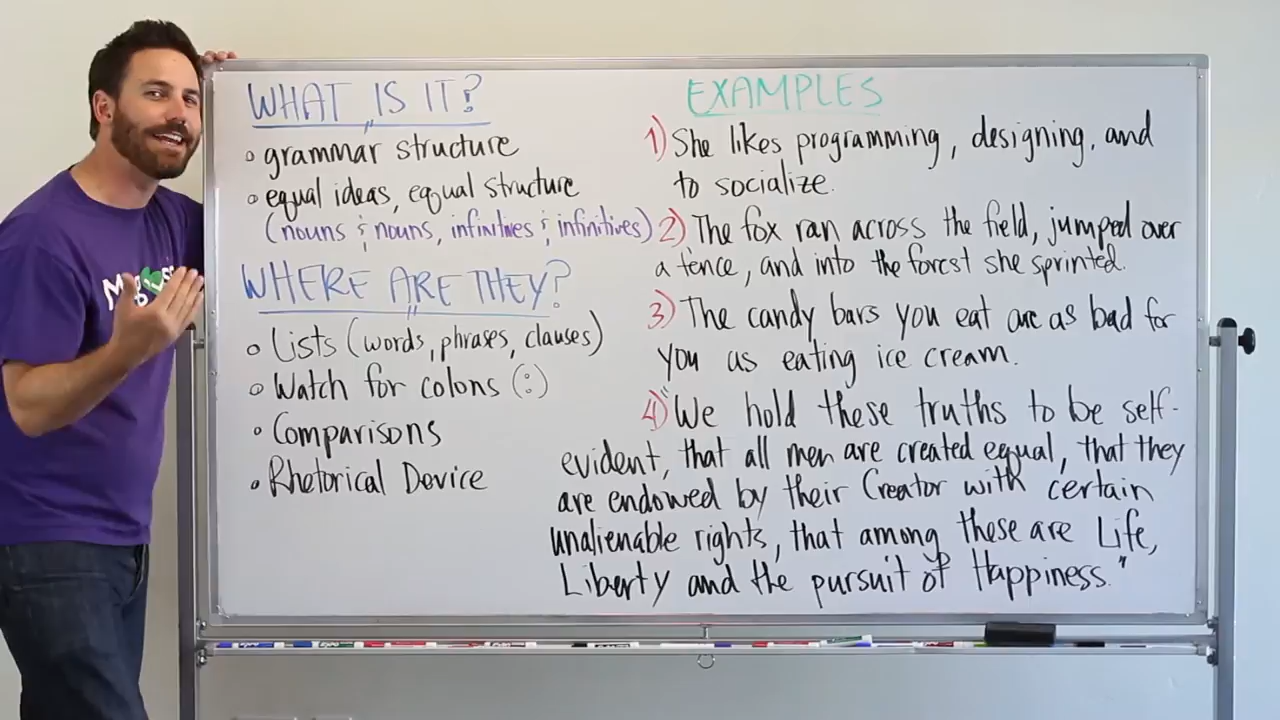 WHAT IS IT?
◦ grammar structure
◦ equal ideas, equal structure
(nouns & nouns, infinitives & infinitives)
WHERE ARE THEY?
◦ Lists (words, phrases, clauses)
◦ Watch for colons (:)
• Comparisons
• Rhetorical Device
EXAMPLES
1) She likes programming, designing, and
to socialize.
2) The fox ran across the field, jumped over
a fence, and into the forest she sprinted.
3) The candy bars you eat are as bad for
you as eating ice cream.
4) "We hold these truths to be self-
evident, that all men are created equal, that they
are endowed by their Creator with certain
unalienable rights, that among these are Life,
Liberty and the pursuit of Happiness."